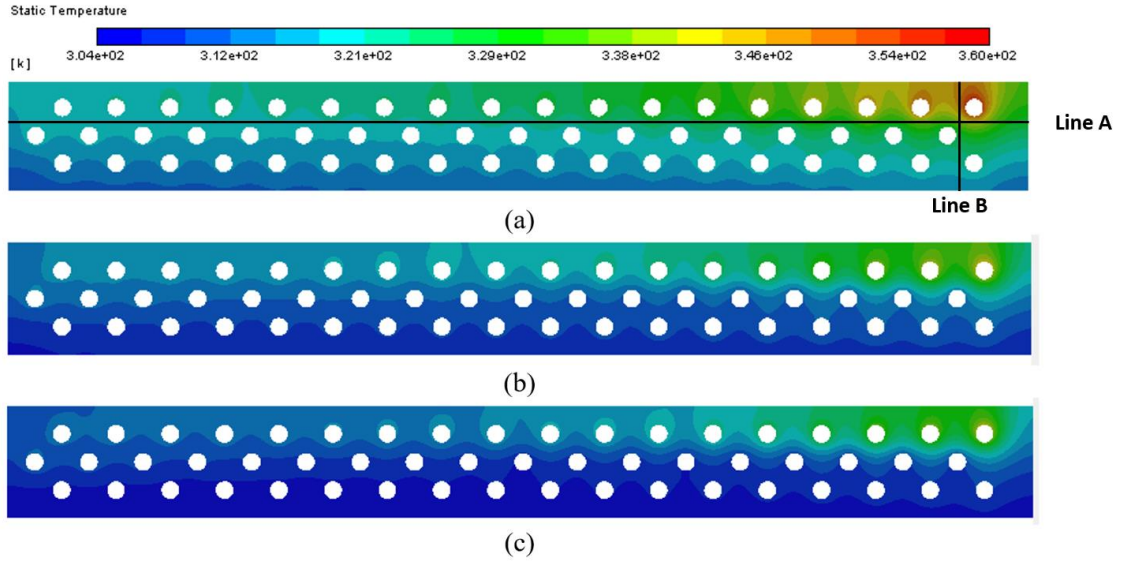 Static Temperature
3.04e+02 3.12e+02 3.21e+02 3.29e+02 3.38e+02 3.46e+02 3.54e+02 3.60e+02
[k]
Line A
Line B
(a)
(b)
(c)